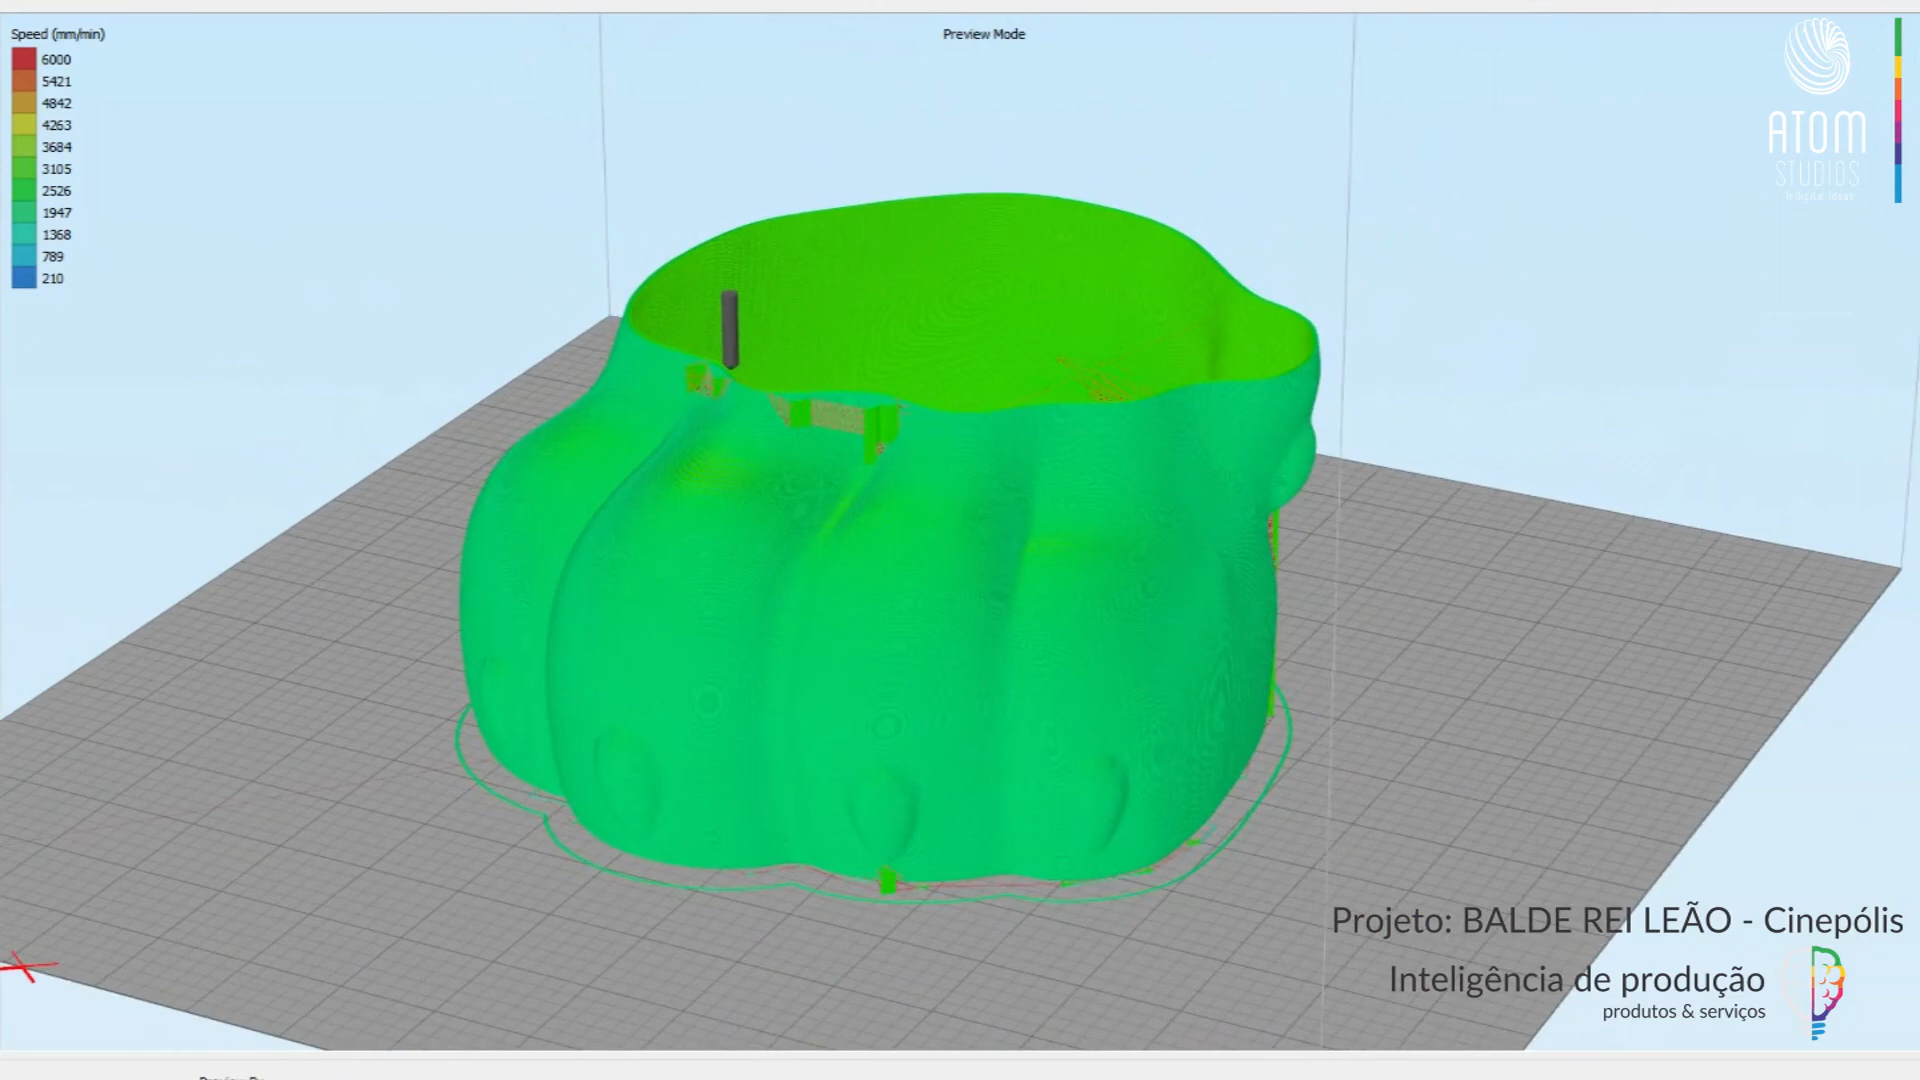 Speed (mm/min)
6000
5421
4842
4263
3684
3105
2526
1947
1368
789
210
Preview Mode
ATOM
STUDIOS
Projeto: BALDE REI LEÃO - Cinepólis
Inteligência de produção
produtos & serviços